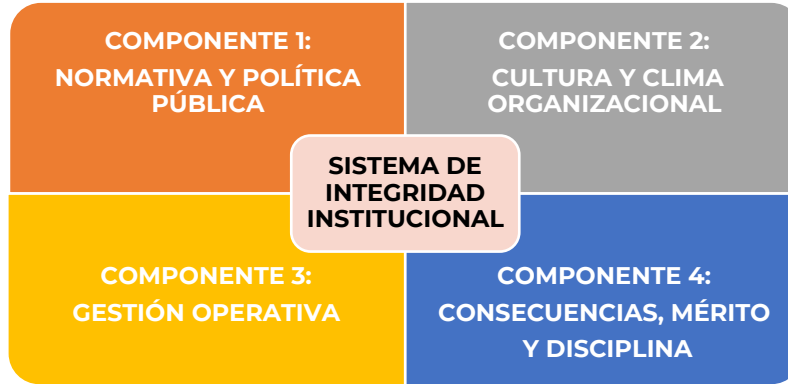 COMPONENTE 1:
NORMATIVA Y POLÍTICA
PÚBLICA
COMPONENTE 2:
CULTURA Y CLIMA
ORGANIZACIONAL
SISTEMA DE
INTEGRIDAD
INSTITUCIONAL
COMPONENTE 3:
GESTIÓN OPERATIVA
COMPONENTE 4:
CONSECUENCIAS, MÉRITO
Y DISCIPLINA